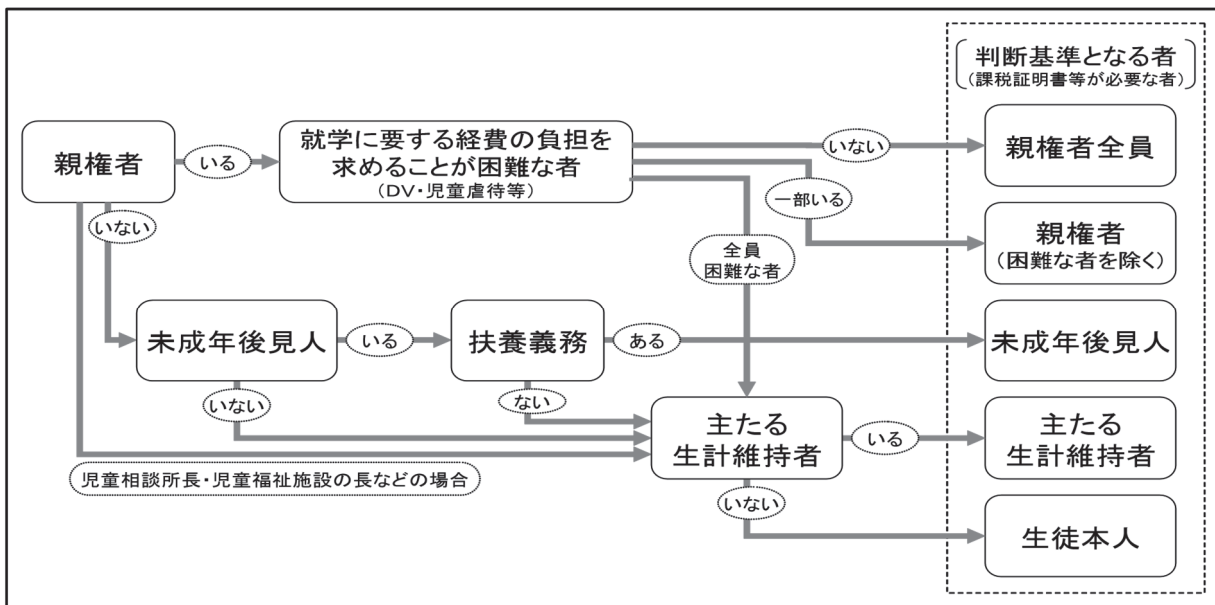 判断基準となる者
(課税証明書等が必要な者)
親権者
いる
就学に要する経費の負担を
求めることが困難な者
(DV・児童虐待等)
いない
親権者全員
一部いる
親権者
(困難な者を除く)
いない
全員
困難な者
未成年後見人
いる
扶養義務
ある
未成年後見人
いない
ない
主たる
生計維持者
いる
主たる
生計維持者
児童相談所長・児童福祉施設の長などの場合
いない
生徒本人